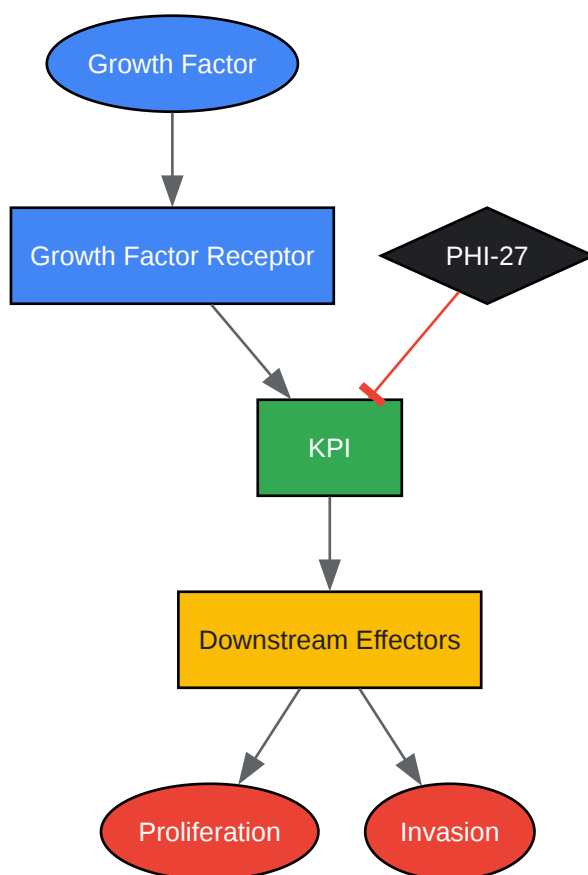 Growth Factor
Growth Factor Receptor
PHI-27
KPI
Downstream Effectors
Proliferation
Invasion